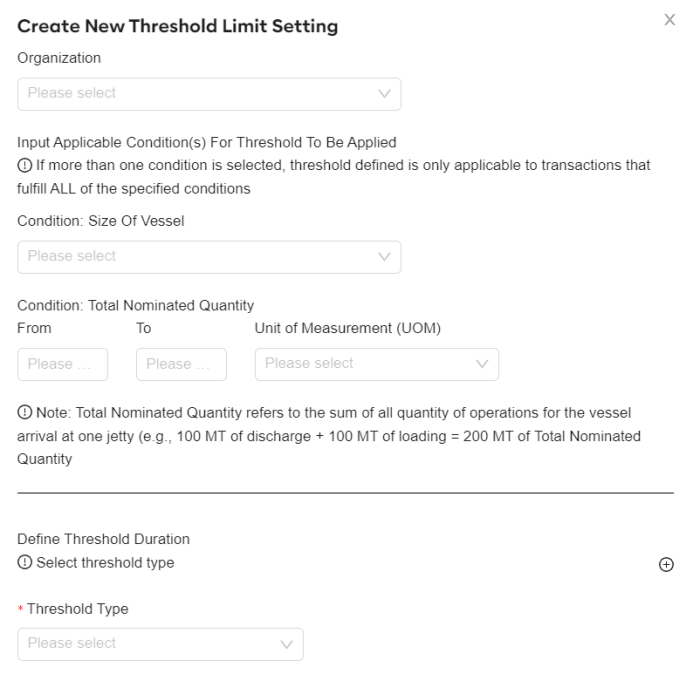 Create New Threshold Limit Setting
X
Organization
Please select
Input Applicable Condition(s) For Threshold To Be Applied
If more than one condition is selected, threshold defined is only applicable to transactions that
fulfill ALL of the specified conditions
Condition: Size Of Vessel
Please select
Condition: Total Nominated Quantity
From To Unit of Measurement (UOM)
Please ... Please ... Please select
Note: Total Nominated Quantity refers to the sum of all quantity of operations for the vessel
arrival at one jetty (e.g., 100 MT of discharge + 100 MT of loading = 200 MT of Total Nominated
Quantity
Define Threshold Duration
Select threshold type
* Threshold Type
Please select